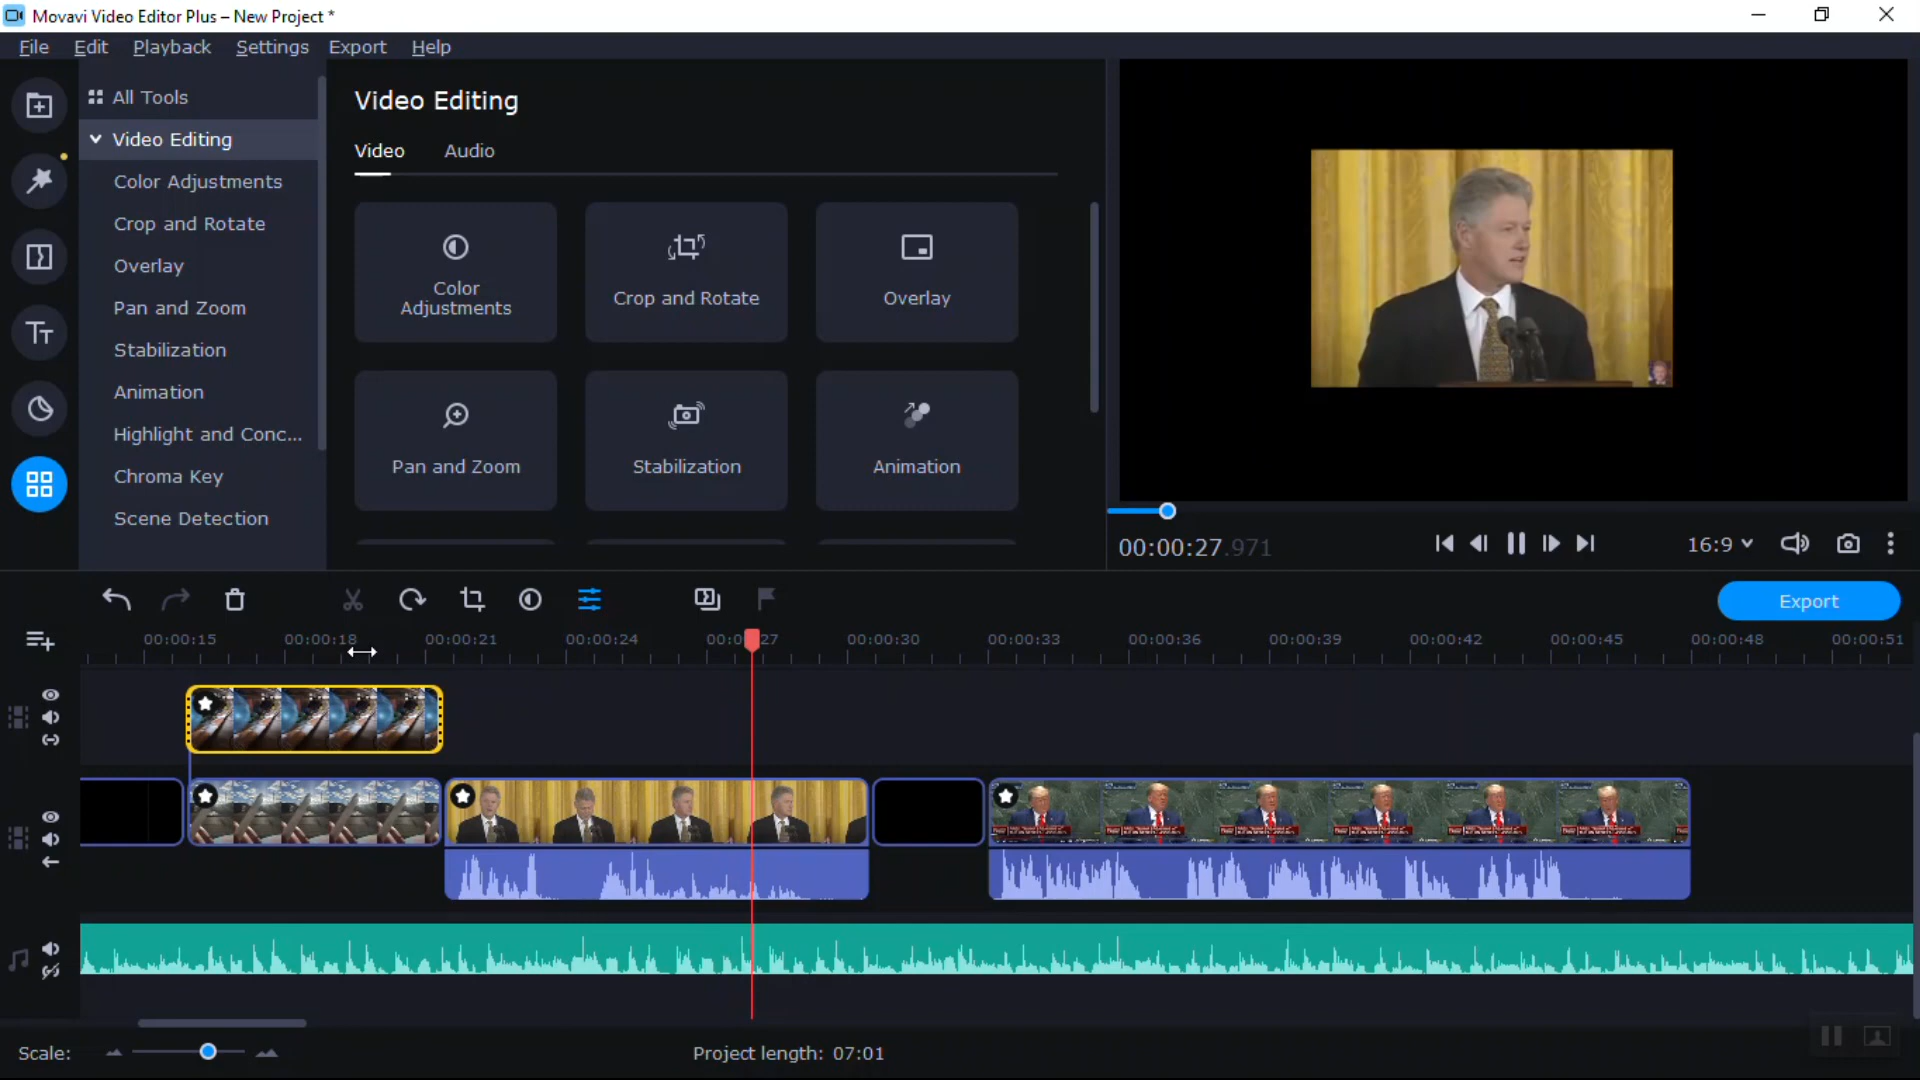 Movavi Video Editor Plus – New Project *
File Edit Playback Settings Export Help
All Tools
Video Editing
Color Adjustments
Crop and Rotate
Overlay
Pan and Zoom
Stabilization
Animation
Highlight and Conc...
Chroma Key
Scene Detection
Video Editing
Video Audio
Color
Adjustments
Crop and Rotate
Overlay
Pan and Zoom
Stabilization
Animation
00:00:27.971
16:9
Export
00:00:15 00:00:18 00:00:21 00:00:24 00:00:27 00:00:30 00:00:33 00:00:36 00:00:39 00:00:42 00:00:45 00:00:48 00:00:51
Scale:
Project length: 07:01